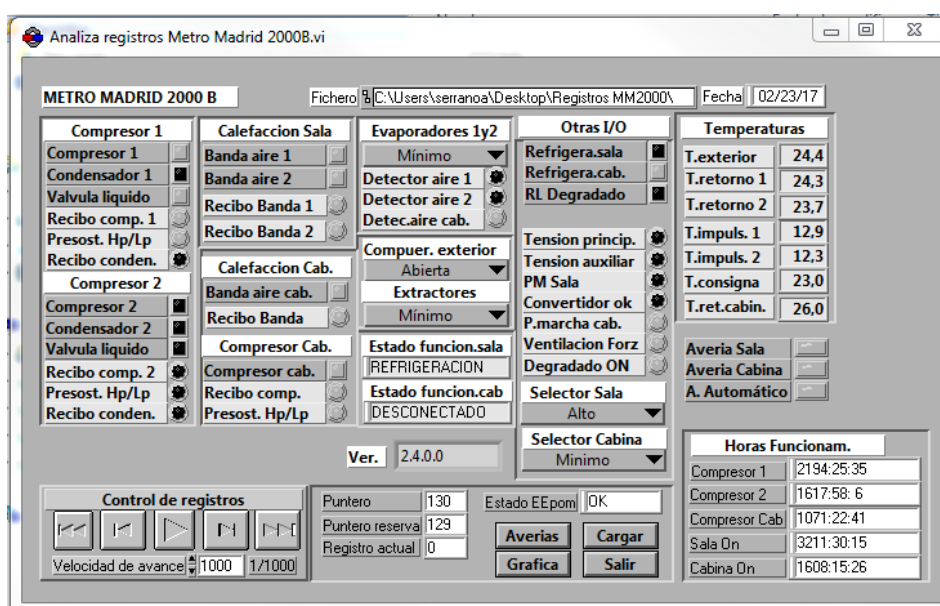 Analiza registros Metro Madrid 2000B.vi
METRO MADRID 2000 B
Fichero C:\Users\serranoa\Desktop\Registros MM2000\
Fecha 02/23/17
Compresor 1
Compresor 1
Condensador 1
Valvula liquido
Recibo comp. 1
Presost. Hp/Lp
Recibo conden.
Compresor 2
Compresor 2
Condensador 2
Valvula liquido
Recibo comp. 2
Presost. Hp/Lp
Recibo conden.
Calefaccion Sala
Banda aire 1
Banda aire 2
Recibo Banda 1
Recibo Banda 2
Calefaccion Cab.
Banda aire cab.
Recibo Banda
Compresor Cab.
Compresor cab.
Recibo comp.
Presost. Hp/Lp
Evaporadores 1y2
Mínimo
Detector aire 1
Detector aire 2
Detec.aire cab.
Compuer. exterior
Abierta
Extractores
Mínimo
Estado funcion.sala
REFRIGERACION
Estado funcion.cab
DESCONECTADO
Otras I/O
Refrigera.sala
Refrigera.cab.
RL Degradado
Tension princip.
Tension auxiliar
PM Sala
Convertidor ok
P.marcha cab.
Ventilacion Forz
Degradado ON
Selector Sala
Alto
Selector Cabina
Minimo
Temperaturas
T.exterior 24,4
T.retorno 1 24,3
T.retorno 2 23,7
T.impuls. 1 12,9
T.impuls. 2 12,3
T.consigna 23,0
T.ret.cabin. 26,0
Averia Sala
Averia Cabina
A. Automático
Ver. 2.4.0.0
Horas Funcionam.
Compresor 1 2194:25:35
Compresor 2 1617:58: 6
Compresor Cab 1071:22:41
Sala On 3211:30:15
Cabina On 1608:15:26
Control de registros
Velocidad de avance 1000 1/1000
Puntero 130
Puntero reserva 129
Registro actual 0
Estado EEpom OK
Averias Cargar
Grafica Salir